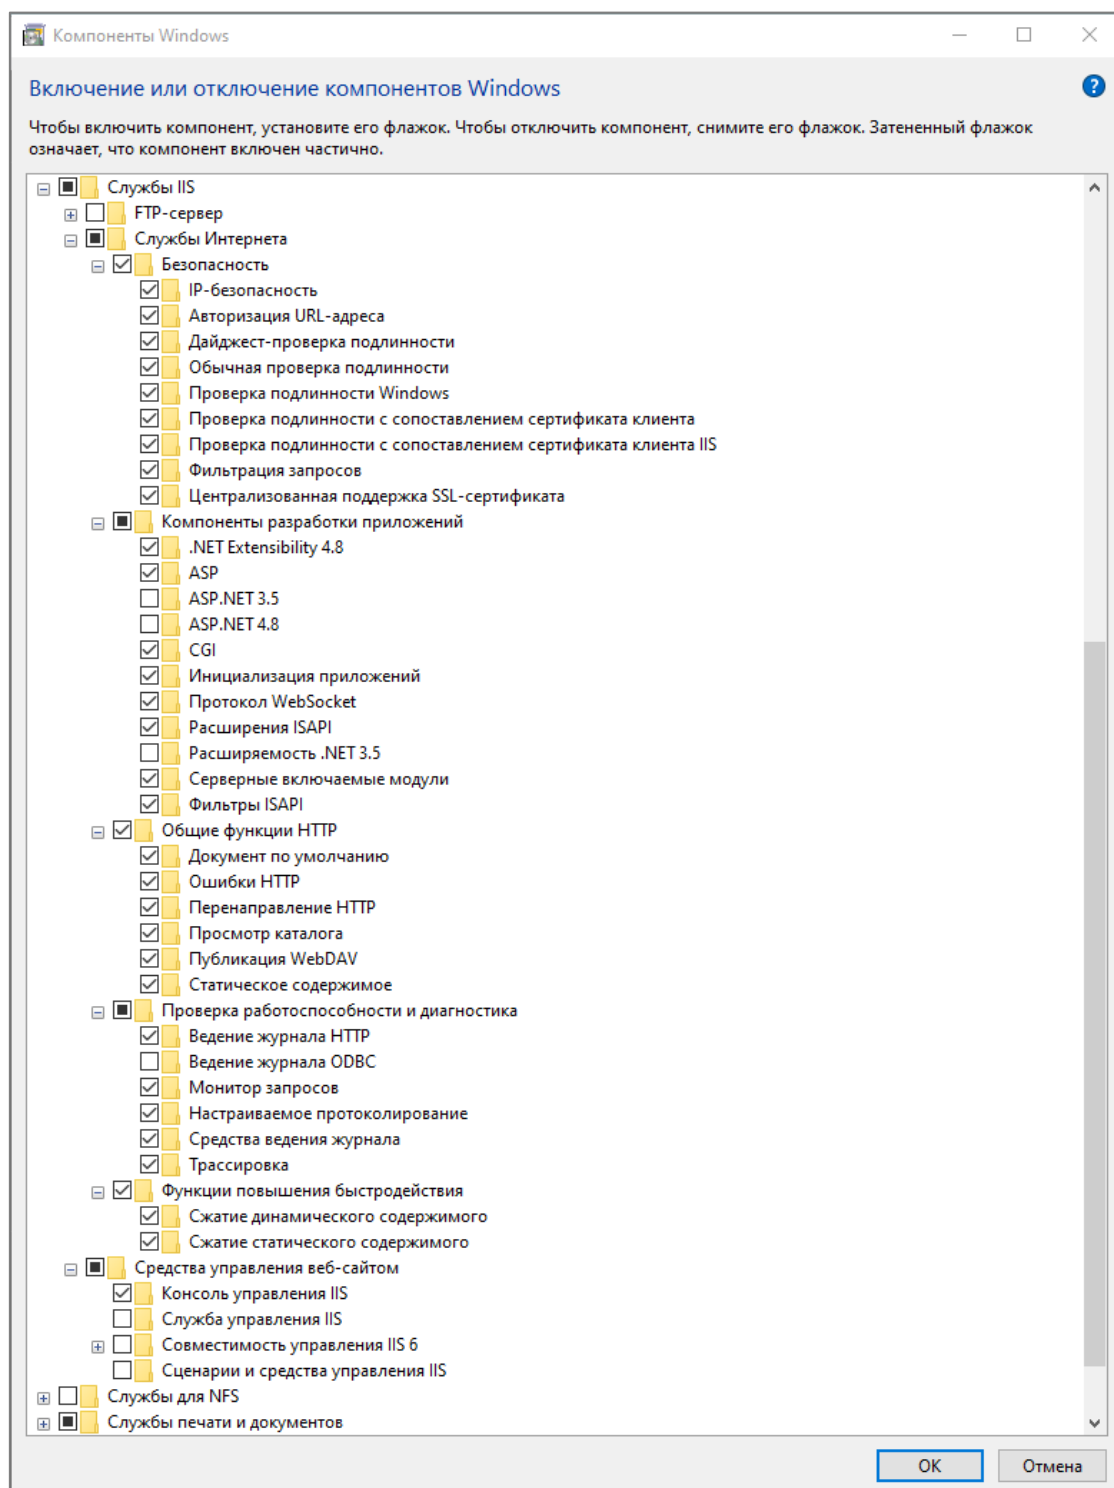 Компоненты Windows
Включение или отключение компонентов Windows
Чтобы включить компонент, установите его флажок. Чтобы отключить компонент, снимите его флажок. Затененный флажок
означает, что компонент включен частично.
Службы IIS
FTP-сервер
Службы Интернета
Безопасность
IP-безопасность
Авторизация URL-адреса
Дайджест-проверка подлинности
Обычная проверка подлинности
Проверка подлинности Windows
Проверка подлинности с сопоставлением сертификата клиента
Проверка подлинности с сопоставлением сертификата клиента IIS
Фильтрация запросов
Централизованная поддержка SSL-сертификата
Компоненты разработки приложений
.NET Extensibility 4.8
ASP
ASP.NET 3.5
ASP.NET 4.8
CGI
Инициализация приложений
Протокол WebSocket
Расширения ISAPI
Расширяемость .NET 3.5
Серверные включаемые модули
Фильтры ISAPI
Общие функции HTTP
Документ по умолчанию
Ошибки HTTP
Перенаправление HTTP
Просмотр каталога
Публикация WebDAV
Статическое содержимое
Проверка работоспособности и диагностика
Ведение журнала HTTP
Ведение журнала ODBC
Монитор запросов
Настраиваемое протоколирование
Средства ведения журнала
Трассировка
Функции повышения быстродействия
Сжатие динамического содержимого
Сжатие статического содержимого
Средства управления веб-сайтом
Консоль управления IIS
Служба управления IIS
Совместимость управления IIS 6
Сценарии и средства управления IIS
Службы для NFS
Службы печати и документов
ОК
Отмена